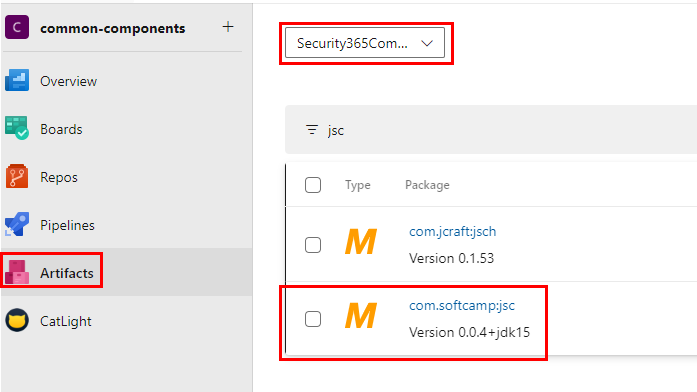 C
common-components
+
Overview
Boards
Repos
Pipelines
Artifacts
CatLight
Security365Com...
jsc
Type Package
M
com.jcraft:jsch
Version 0.1.53
M
com.softcamp:jsc
Version 0.0.4+jdk15